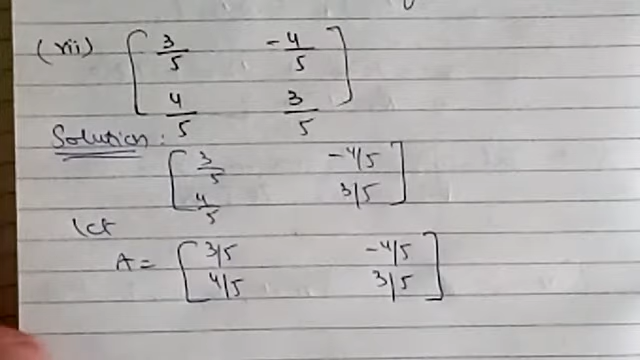 (vii) [ 3/5 -4/5
4/5 3/5 ]
Solution :
[ 3/5 -4/5
4/5 3/5 ]
let
A = [ 3/5 -4/5
4/5 3/5 ]